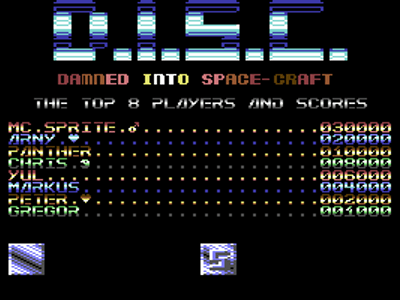 D.I.S.C.
DAMNED INTO SPACE-CRAFT
THE TOP 8 PLAYERS AND SCORES
MC SPRITE.♂...................030000
ARNY ♥......................020000
PANTHER......................010000
CHRIS.......................008000
YUL.........................006000
MARKUS......................004000
PETER.♥.....................002000
GREGOR......................001000